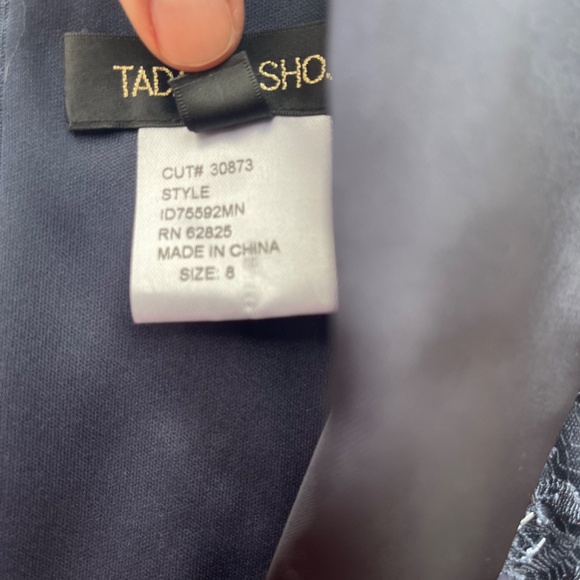 TAD SHO
CUT# 30873
STYLE
ID75592MN
RN 62825
MADE IN CHINA
SIZE: 8